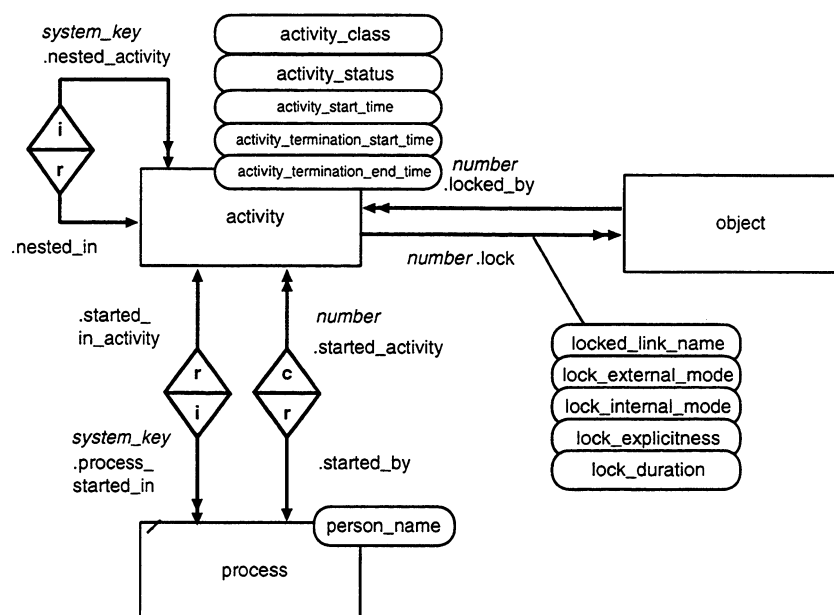 system_key
.nested_activity
i
r
.nested_in
activity_class
activity_status
activity_start_time
activity_termination_start_time
activity_termination_end_time
activity
number
.locked_by
number .lock
object
.started_
in_activity
r
i
system_key
.process_
started_in
number
.started_activity
c
r
.started_by
locked_link_name
lock_external_mode
lock_internal_mode
lock_explicitness
lock_duration
person_name
process